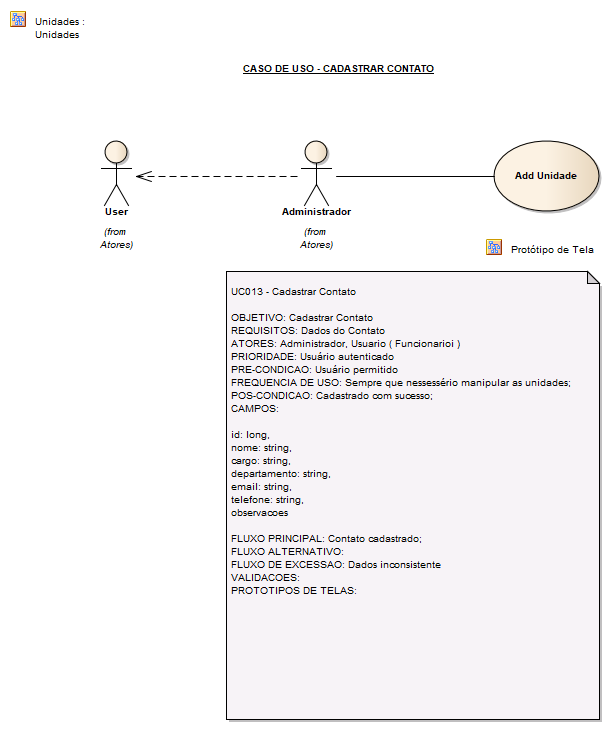 Unidades :
Unidades
CASO DE USO - CADASTRAR CONTATO
User
(from
Atores)
Administrador
(from
Atores)
Add Unidade
Protótipo de Tela
UC013 - Cadastrar Contato
OBJETIVO: Cadastrar Contato
REQUISITOS: Dados do Contato
ATORES: Administrador, Usuario ( Funcionarioi )
PRIORIDADE: Usuário autenticado
PRE-CONDICAO: Usuário permitido
FREQUENCIA DE USO: Sempre que nessessério manipular as unidades;
POS-CONDICAO: Cadastrado com sucesso;
CAMPOS:
id: long,
nome: string,
cargo: string,
departamento: string,
email: string,
telefone: string,
observacoes
FLUXO PRINCIPAL: Contato cadastrado;
FLUXO ALTERNATIVO:
FLUXO DE EXCESSAO: Dados inconsistente
VALIDACOES:
PROTOTIPOS DE TELAS: